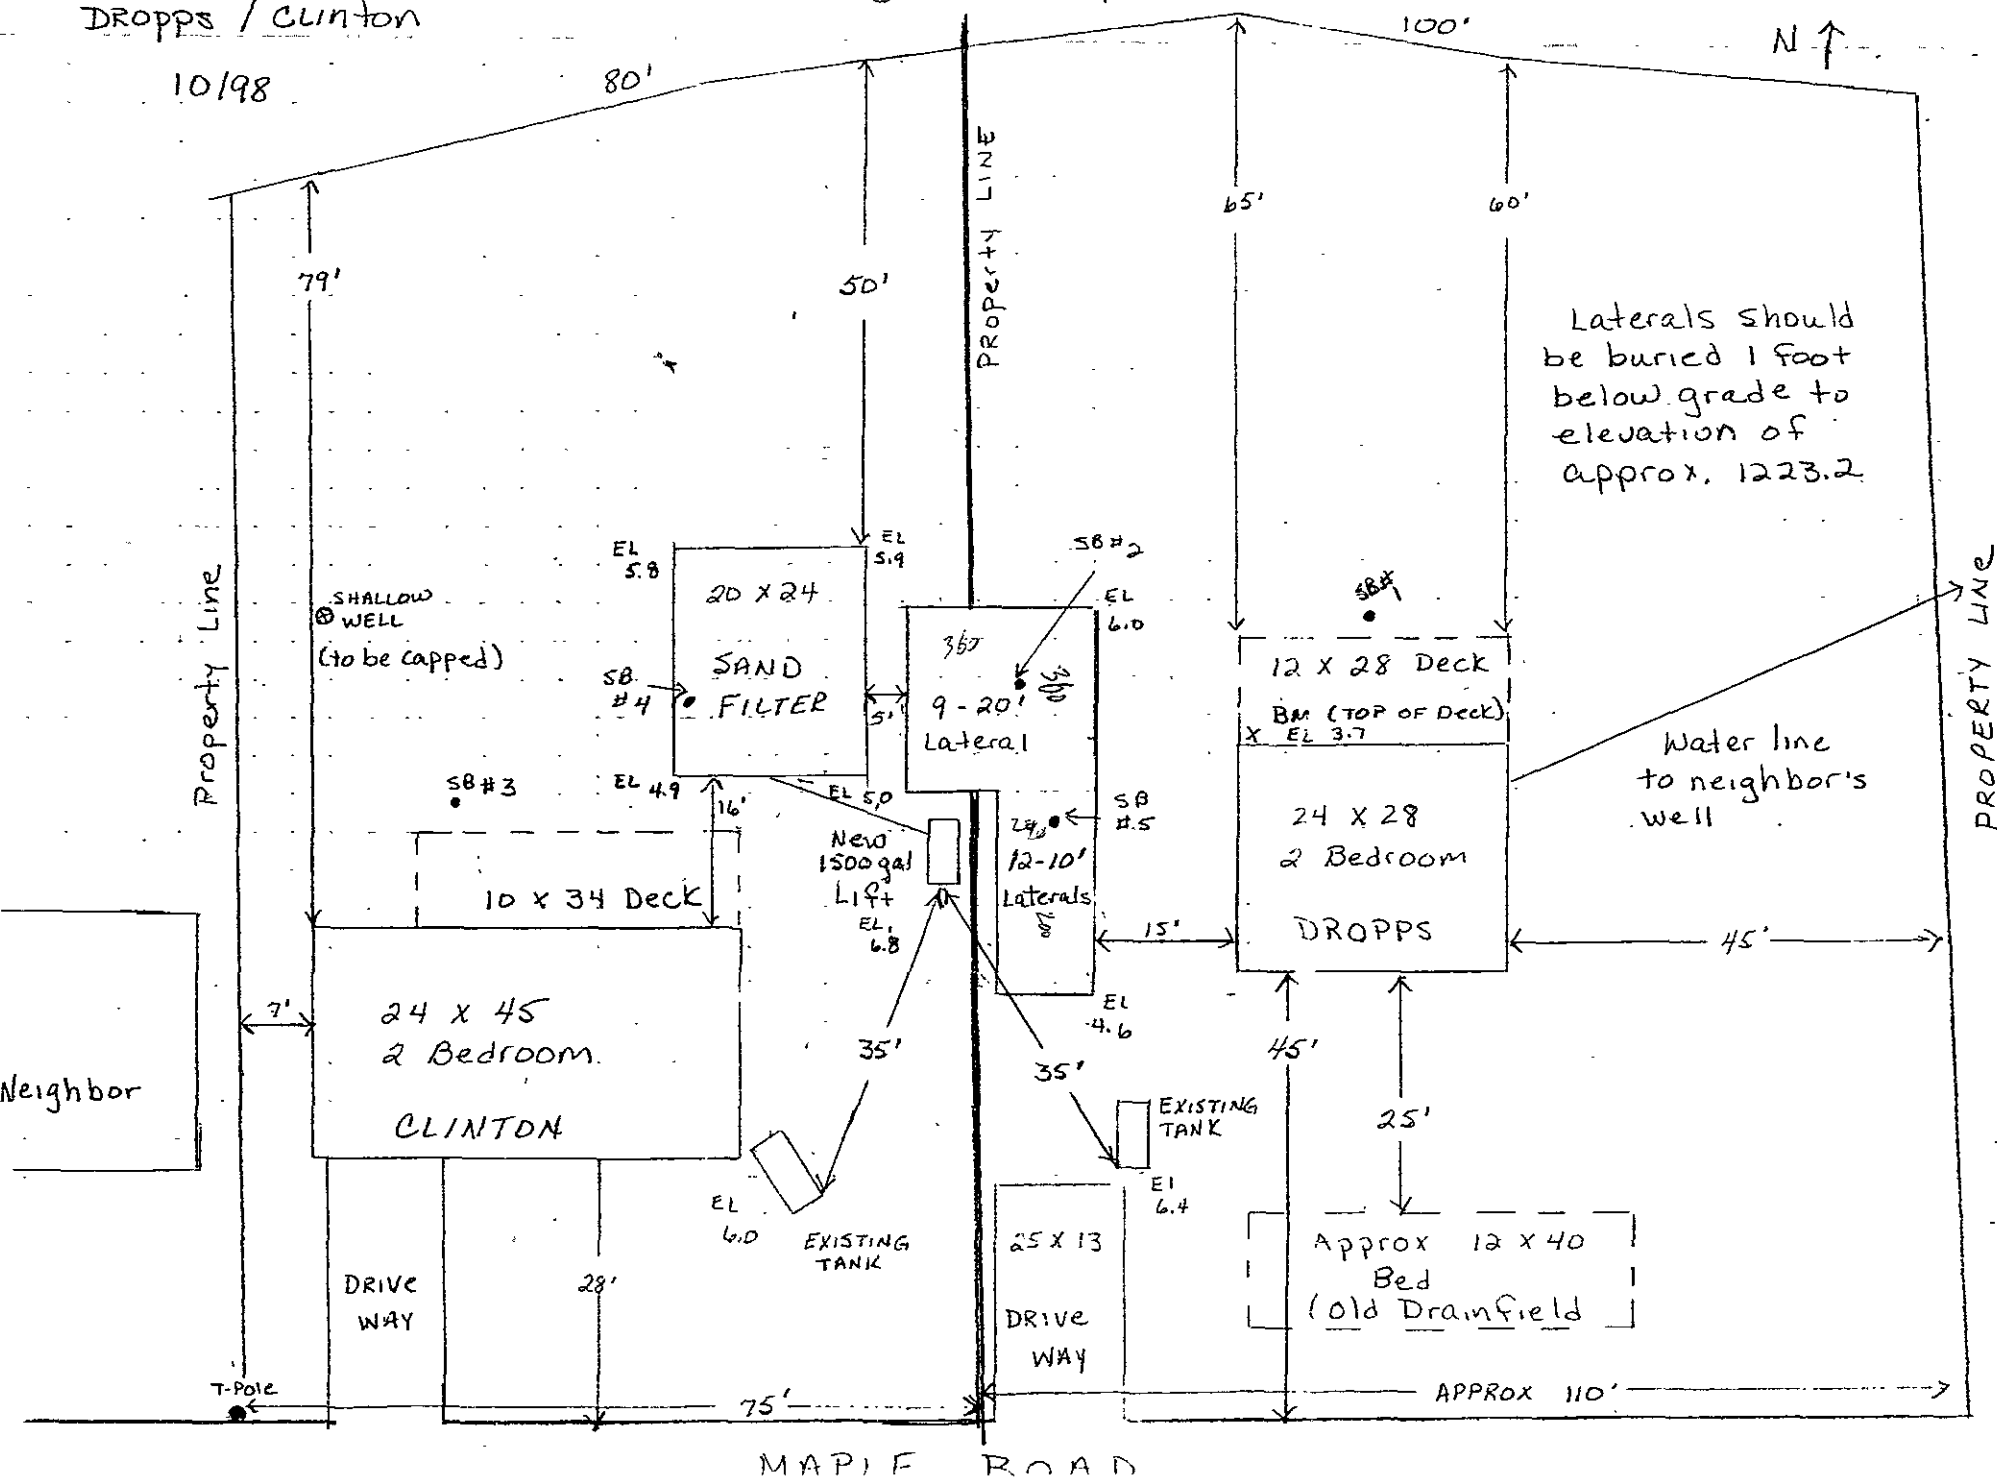 DROpps / CLinton
10/98
80'
100'
N
PROPERTY LINE
79'
50'
65'
60'
Laterals should
be buried 1 foot
below grade to
elevation of
approx. 1223.2
Property Line
SHALLOW
WELL
(to be capped)
EL
5.8
EL
5.9
20 X 24
SAND
FILTER
SB
#4
SB #3
EL 4.9
EL 5.0
16'
5'
SB #2
EL
6.0
360
360
9-20'
Lateral
SB#1
12 X 28 Deck
BM (TOP OF Deck)
X EL 3.7
Water line
to neighbor's
well
PROPERTY LINE
New
1500 gal
Lift
EL.
6.8
SB
#5
12-10'
Laterals
24 X 28
2 Bedroom
DROPPS
15'
45'
10 X 34 Deck
7'
24 X 45
2 Bedroom
CLINTON
Neighbor
35'
35'
EL
4.6
45'
25'
EXISTING
TANK
El
6.4
EL
6.0
EXISTING
TANK
25 X 13
DRIVE
WAY
Approx 12 X 40
Bed
(Old Drainfield
DRIVE
WAY
28'
T-Pole
75'
APPROX 110'
MAPLE ROAD